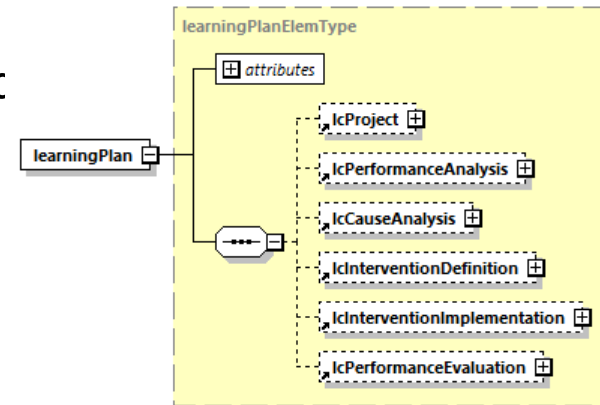 learningPlanElemType
attributes
lcProject
learningPlan
lcPerformanceAnalysis
lcCauseAnalysis
lcInterventionDefinition
lcInterventionImplementation
lcPerformanceEvaluation